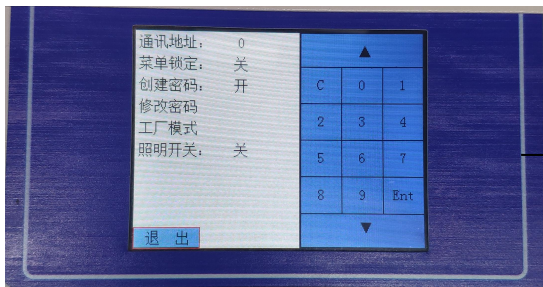 通讯地址： 0
菜单锁定： 关
创建密码： 开
修改密码
工厂模式
照明开关： 关
退 出
▲
C 0 1
2 3 4
5 6 7
8 9 Ent
▼